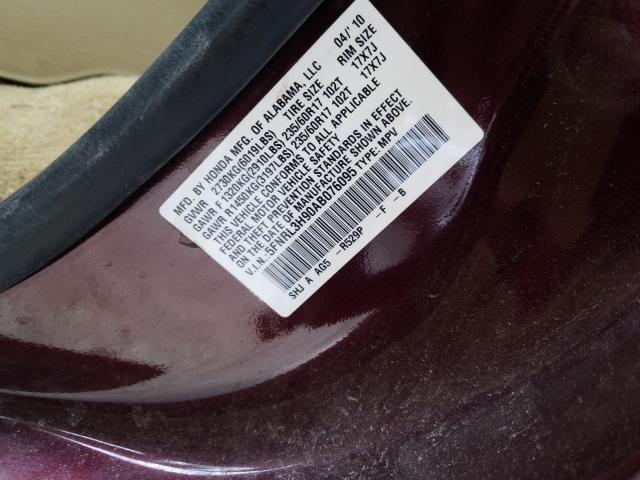 MFD. BY HONDA MFG. OF ALABAMA, LLC 04/'10
GVWR 2730KG(6019LBS) TIRE SIZE RIM SIZE
GAWR F 1320KG(2910LBS) 235/60R17 102T 17X7J
GAWR R 1450KG(3197LBS) 235/60R17 102T 17X7J
THIS VEHICLE CONFORMS TO ALL APPLICABLE
FEDERAL MOTOR VEHICLE SAFETY
AND THEFT PREVENTION STANDARDS IN EFFECT
ON THE DATE OF MANUFACTURE SHOWN ABOVE.
V.I.N.:5FNRL3H90AB076095 TYPE: MPV
SHJ A AG5 -R529P -F -B